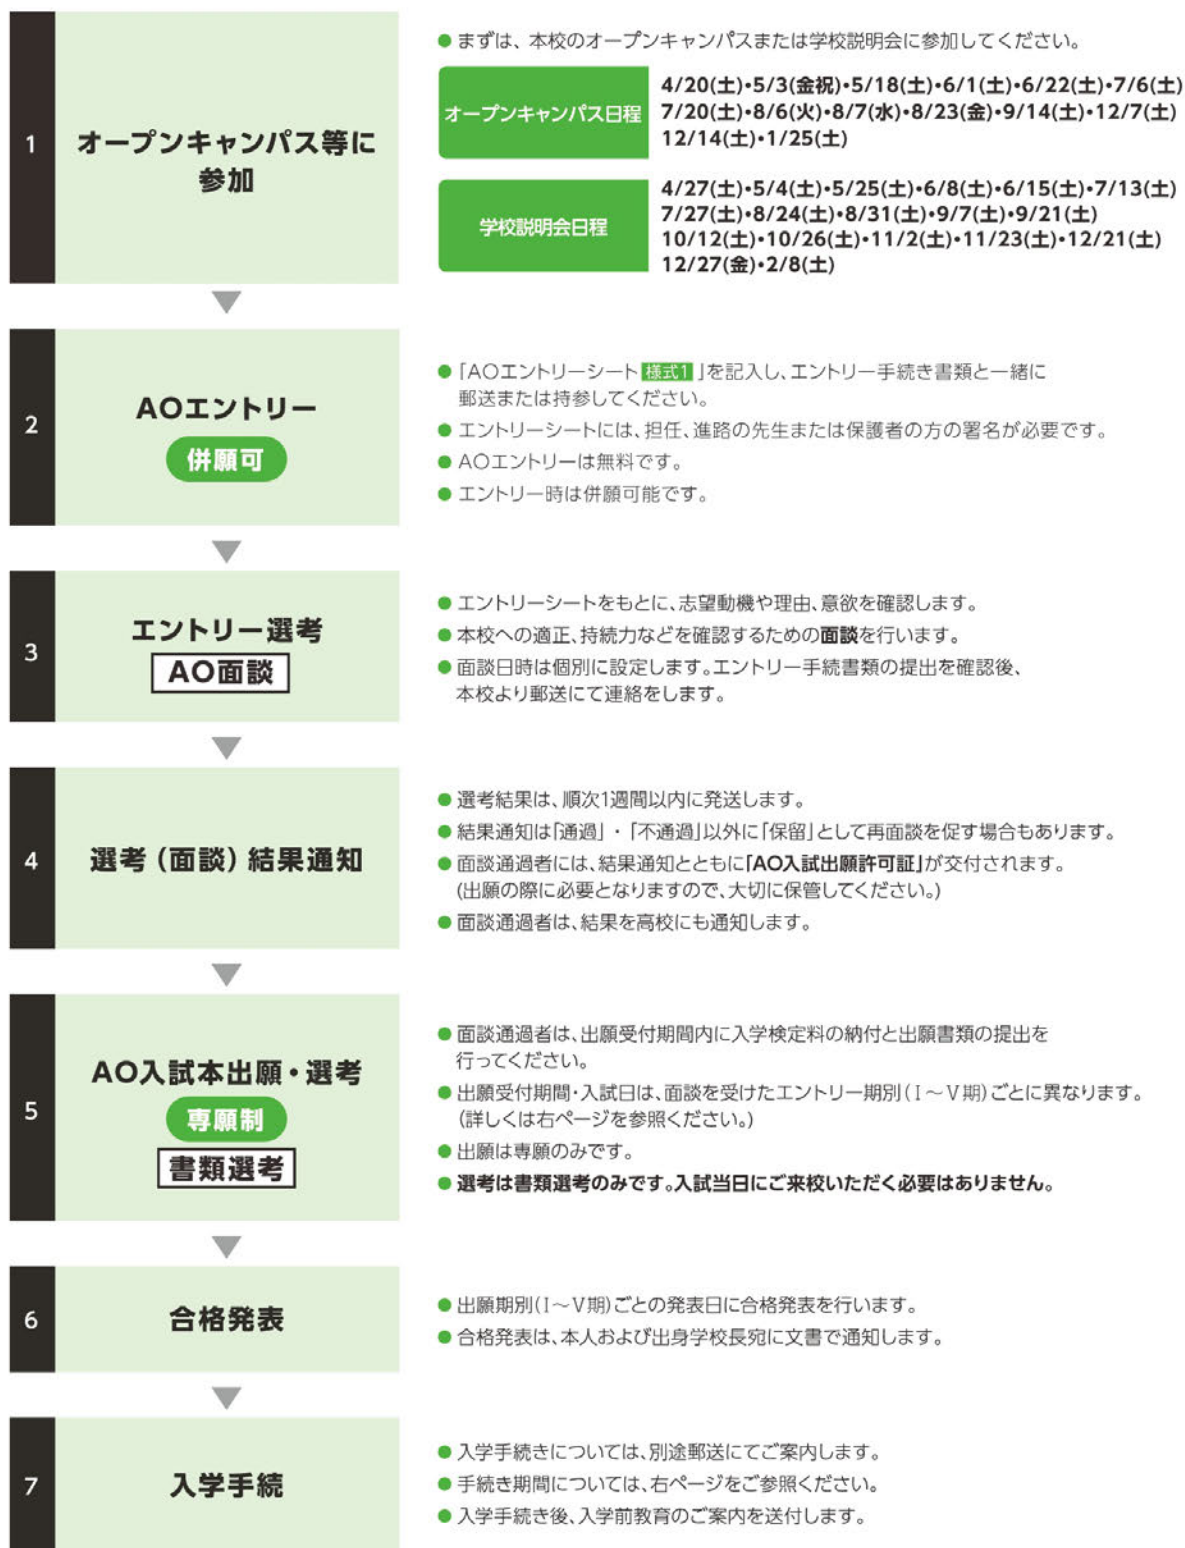 1
オープンキャンパス等に
参加
● まずは、本校のオープンキャンパスまたは学校説明会に参加してください。
オープンキャンパス日程
4/20(土)・5/3(金祝)・5/18(土)・6/1(土)・6/22(土)・7/6(土)
7/20(土)・8/6(火)・8/7(水)・8/23(金)・9/14(土)・12/7(土)
12/14(土)・1/25(土)
学校説明会日程
4/27(土)・5/4(土)・5/25(土)・6/8(土)・6/15(土)・7/13(土)
7/27(土)・8/24(土)・8/31(土)・9/7(土)・9/21(土)
10/12(土)・10/26(土)・11/2(土)・11/23(土)・12/21(土)
12/27(金)・2/8(土)
2
AOエントリー
併願可
● 「AOエントリーシート 様式1 」を記入し、エントリー手続き書類と一緒に
郵送または持参してください。
● エントリーシートには、担任、進路の先生または保護者の方の署名が必要です。
● AOエントリーは無料です。
● エントリー時は併願可能です。
3
エントリー選考
AO面談
● エントリーシートをもとに、志望動機や理由、意欲を確認します。
● 本校への適正、持続力などを確認するための面談を行います。
● 面談日時は個別に設定します。エントリー手続書類の提出を確認後、
本校より郵送にて連絡をします。
4
選考（面談）結果通知
● 選考結果は、順次1週間以内に発送します。
● 結果通知は「通過」・「不通過」以外に「保留」として再面談を促す場合もあります。
● 面談通過者には、結果通知とともに「AO入試出願許可証」が交付されます。
(出願の際に必要となりますので、大切に保管してください。)
● 面談通過者は、結果を高校にも通知します。
5
AO入試本出願・選考
専願制
書類選考
● 面談通過者は、出願受付期間内に入学検定料の納付と出願書類の提出を
行ってください。
● 出願受付期間・入試日は、面談を受けたエントリー期別(Ⅰ～Ⅴ期)ごとに異なります。
(詳しくは右ページを参照ください。)
● 出願は専願のみです。
● 選考は書類選考のみです。入試当日にご来校いただく必要はありません。
6
合格発表
● 出願期別(Ⅰ～Ⅴ期)ごとの発表日に合格発表を行います。
● 合格発表は、本人および出身学校長宛に文書で通知します。
7
入学手続
● 入学手続きについては、別途郵送にてご案内します。
● 手続き期間については、右ページをご参照ください。
● 入学手続き後、入学前教育のご案内を送付します。